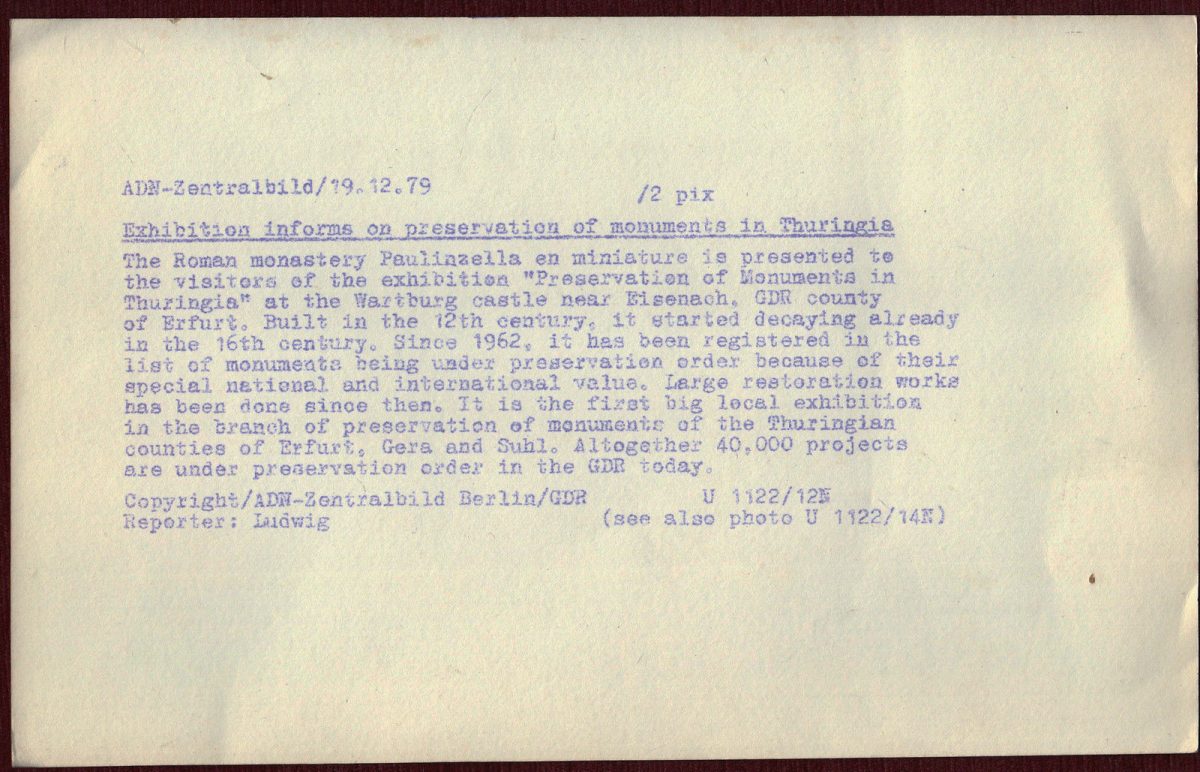 ADN-Zentralbild/19.12.79 /2 pix
Exhibition informs on preservation of monuments in Thuringia
The Roman monastery Paulinzella en miniature is presented to
the visitors of the exhibition "Preservation of Monuments in
Thuringia" at the Wartburg castle near Eisenach, GDR county
of Erfurt. Built in the 12th century, it started decaying already
in the 16th century. Since 1962, it has been registered in the
list of monuments being under preservation order because of their
special national and international value. Large restoration works
has been done since then. It is the first big local exhibition
in the branch of preservation of monuments of the Thuringian
counties of Erfurt, Gera and Suhl. Altogether 40,000 projects
are under preservation order in the GDR today.
Copyright/ADN-Zentralbild Berlin/GDR U 1122/12N
Reporter: Ludwig (see also photo U 1122/14N)